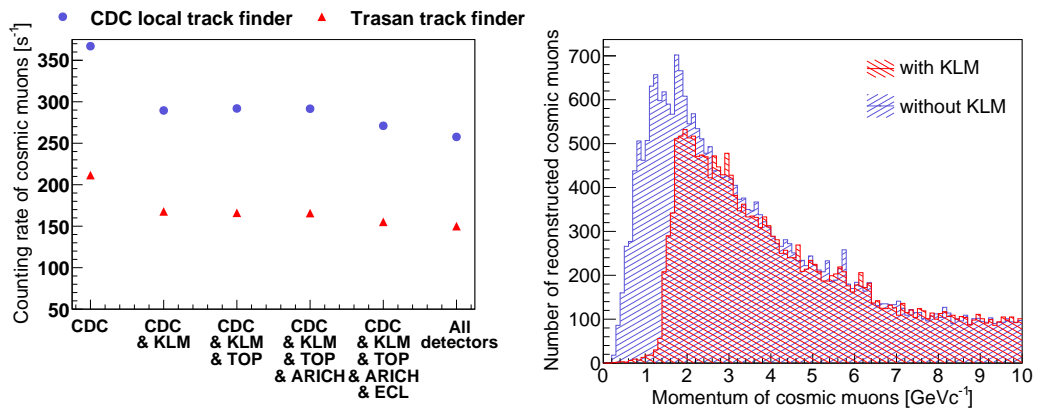 CDC local track finder
Trasan track finder
Counting rate of cosmic muons [s-1]
350
300
250
200
150
100
50
CDC
CDC
& KLM
CDC
& KLM
& TOP
CDC
& KLM
& TOP
& ARICH
CDC
& KLM
& TOP
& ARICH
& ECL
All
detectors
Number of reconstructed cosmic muons
700
600
500
400
300
200
100
0
with KLM
without KLM
0 1 2 3 4 5 6 7 8 9 10
Momentum of cosmic muons [GeVc-1]